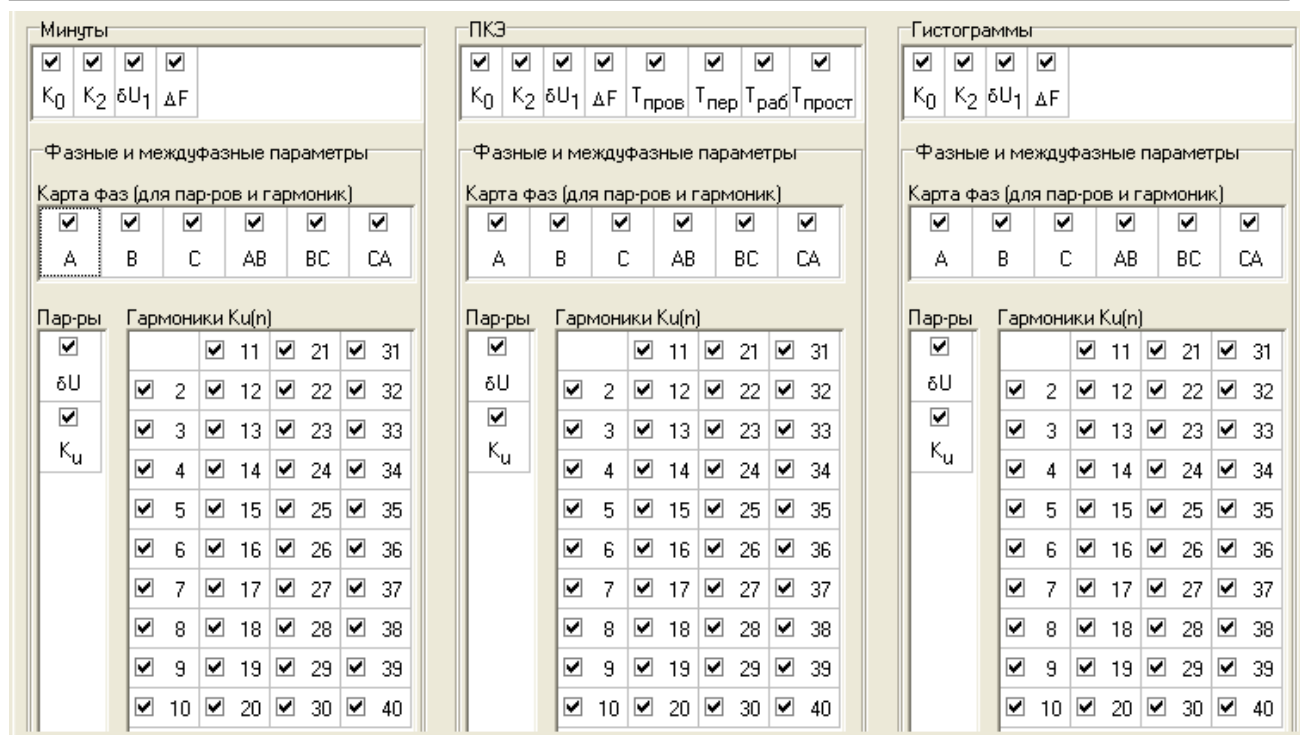 Минуты ПКЭ Гистограммы
K0 K2 δU1 ΔF K0 K2 δU1 ΔF Tпров Tпер Tраб Tпрост K0 K2 δU1 ΔF
Фазные и междуфазные параметры Фазные и междуфазные параметры Фазные и междуфазные параметры
Карта фаз (для пар-ров и гармоник) Карта фаз (для пар-ров и гармоник) Карта фаз (для пар-ров и гармоник)
A B C AB BC CA A B C AB BC CA A B C AB BC CA
Пар-ры Гармоники Ku(n) Пар-ры Гармоники Ku(n) Пар-ры Гармоники Ku(n)
11 21 31 11 21 31 11 21 31
δU 2 12 22 32 δU 2 12 22 32 δU 2 12 22 32
3 13 23 33 3 13 23 33 3 13 23 33
Ku 4 14 24 34 Ku 4 14 24 34 Ku 4 14 24 34
5 15 25 35 5 15 25 35 5 15 25 35
6 16 26 36 6 16 26 36 6 16 26 36
7 17 27 37 7 17 27 37 7 17 27 37
8 18 28 38 8 18 28 38 8 18 28 38
9 19 29 39 9 19 29 39 9 19 29 39
10 20 30 40 10 20 30 40 10 20 30 40